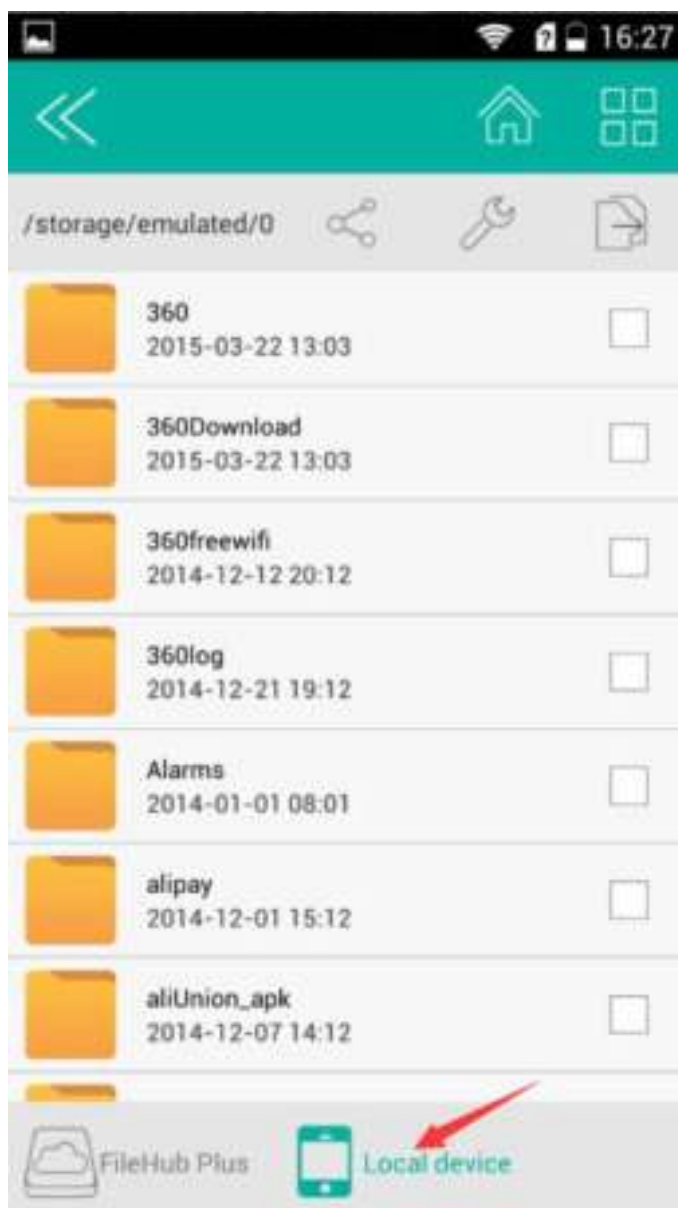 16:27
/storage/emulated/0
360
2015-03-22 13:03
360Download
2015-03-22 13:03
360freewifi
2014-12-12 20:12
360log
2014-12-21 19:12
Alarms
2014-01-01 08:01
alipay
2014-12-01 15:12
aliUnion_apk
2014-12-07 14:12
FileHub Plus
Local device